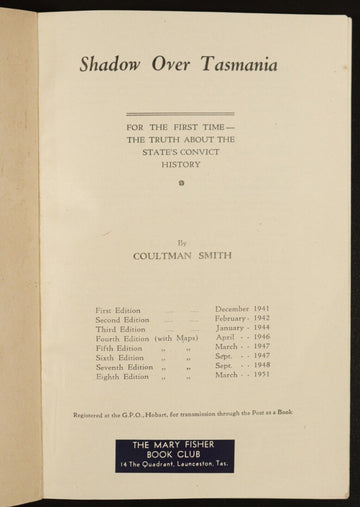 Shadow Over Tasmania
FOR THE FIRST TIME—
THE TRUTH ABOUT THE
STATE'S CONVICT
HISTORY
By
COULTMAN SMITH
First Edition ..... ..... December 1941
Second Edition ..... ..... February - 1942
Third Edition ..... ..... January - 1944
Fourth Edition (with Maps) April - - 1946
Fifth Edition ,, ,, March - - 1947
Sixth Edition ,, ,, Sept. - - 1947
Seventh Edition ,, ,, Sept. - - 1948
Eighth Edition ,, ,, March - - 1951
Registered at the G.P.O., Hobart, for transmission through the Post as a Book
THE MARY FISHER
BOOK CLUB
14 The Quadrant, Launceston, Tas.